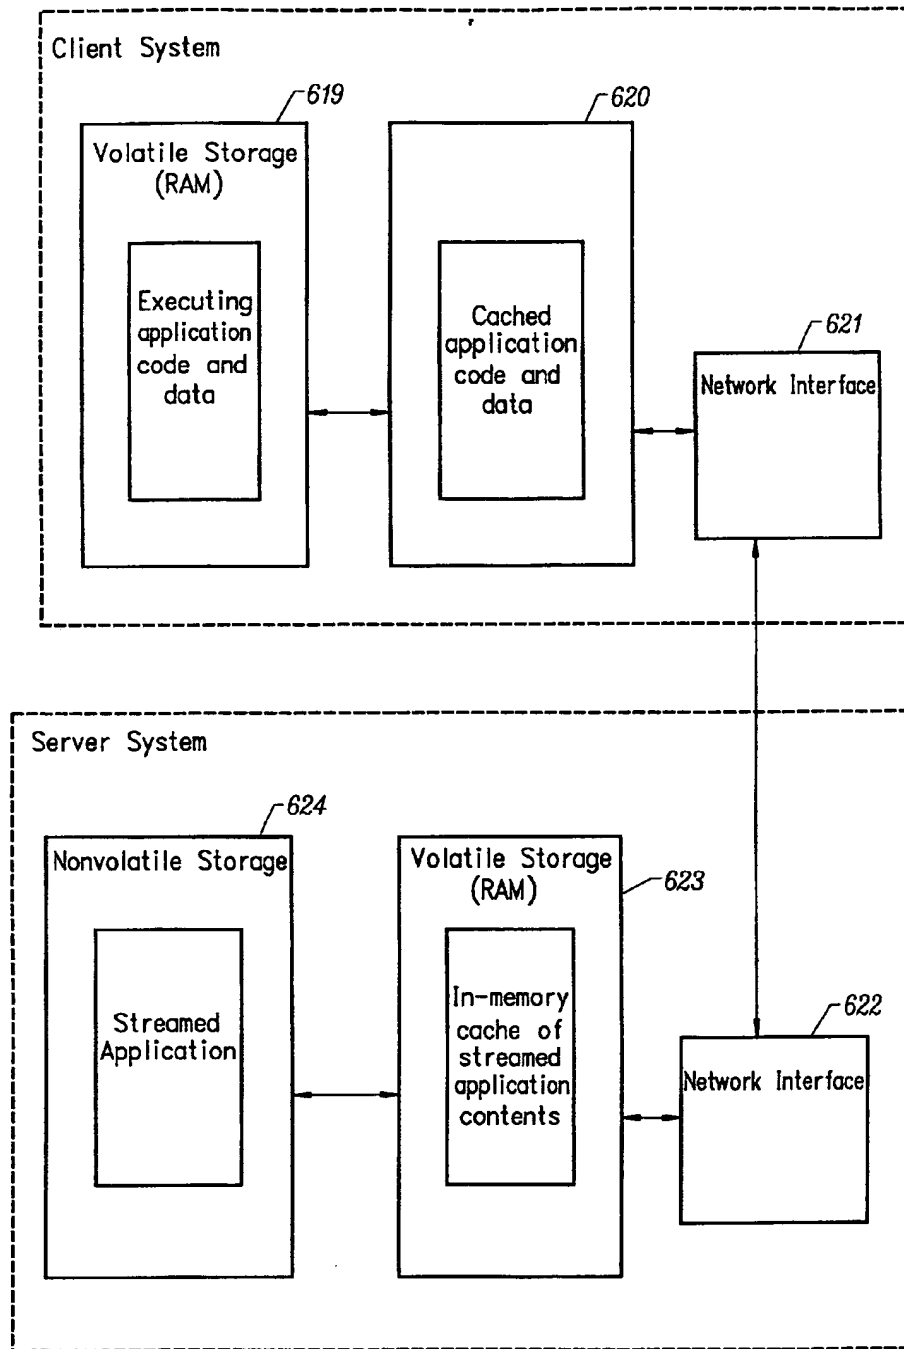 Client System
619
620
Volatile Storage
(RAM)
Executing
application
code and
data
Cached
application
code and
data
621
Network Interface
Server System
624
Nonvolatile Storage
Streamed
Application
Volatile Storage
(RAM)
623
In-memory
cache of
streamed
application
contents
622
Network Interface